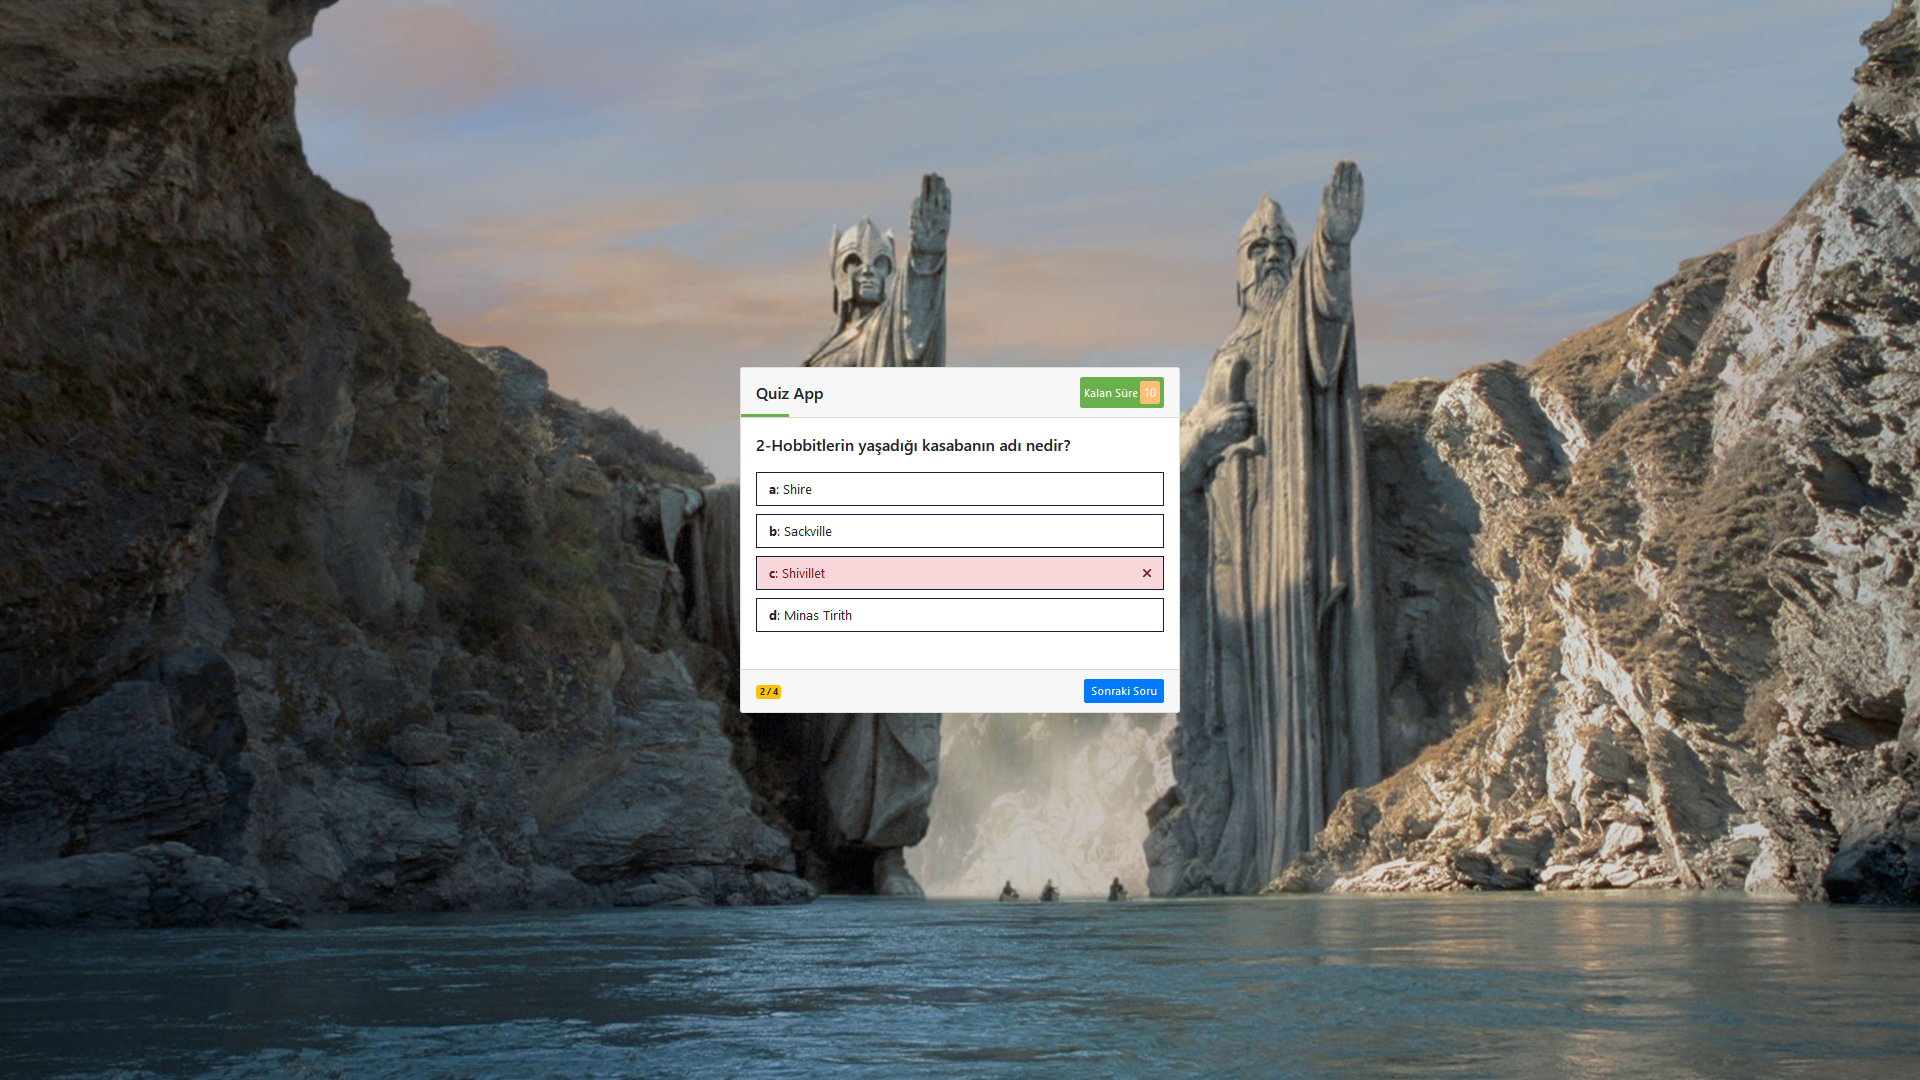 Quiz App
Kalan Süre 10
2-Hobbitlerin yaşadığı kasabanın adı nedir?
a: Shire
b: Sackville
c: Shivillet ×
d: Minas Tirith
2 / 4
Sonraki Soru